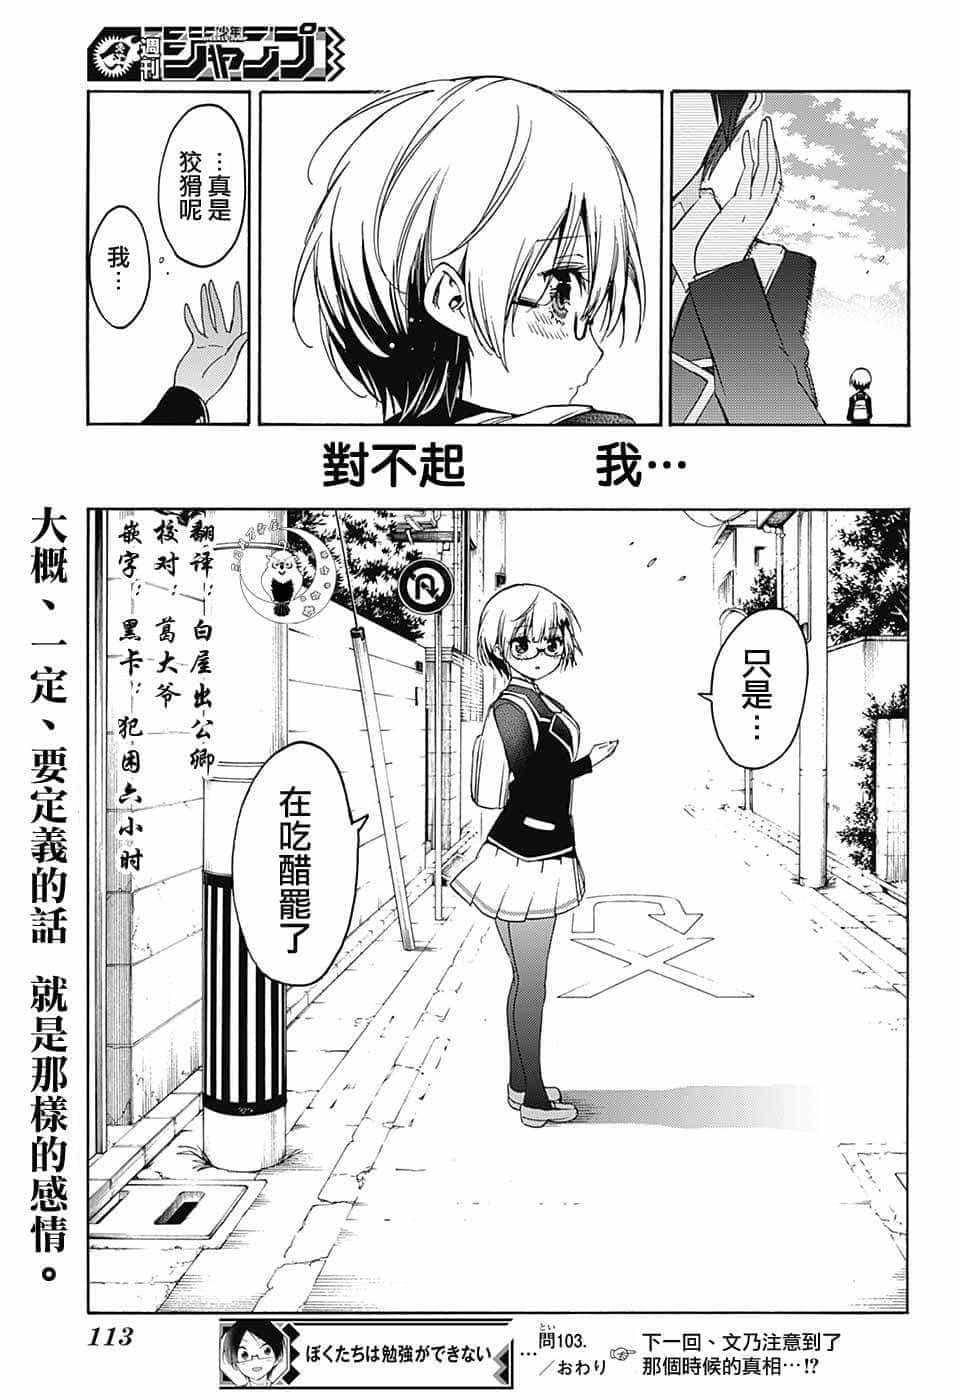 週刊
少年
ジャンプ
…真是
狡猾呢
我…
我…
對不起
只是…
在吃醋罷了
翻译：白屋出公卿
校对：葛大爷
嵌字：黑卡：犯困六小时
大概、一定、要定義的話 就是那樣的感情。
113
ぼくたちは勉強ができない
…
問103.
とい
／おわり
☞
下一回、文乃注意到了
那個時候的真相…!?